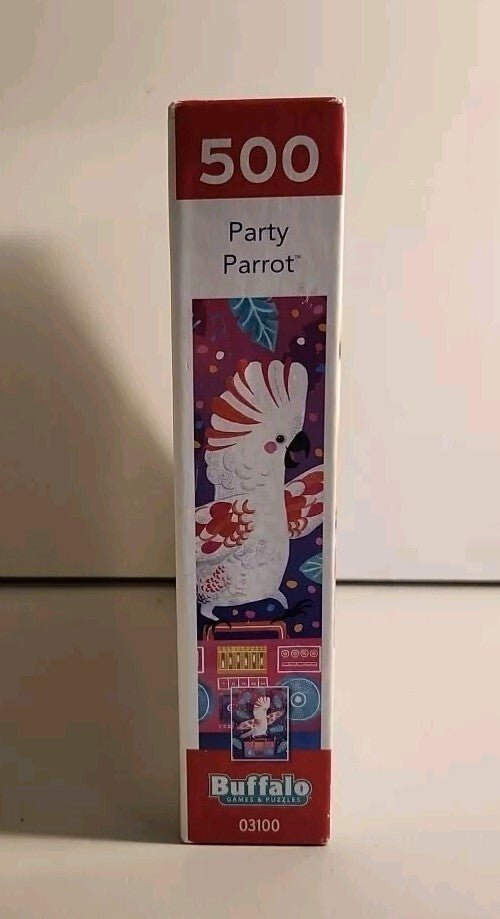 500
Party
Parrot™
Buffalo
GAMES & PUZZLES
03100